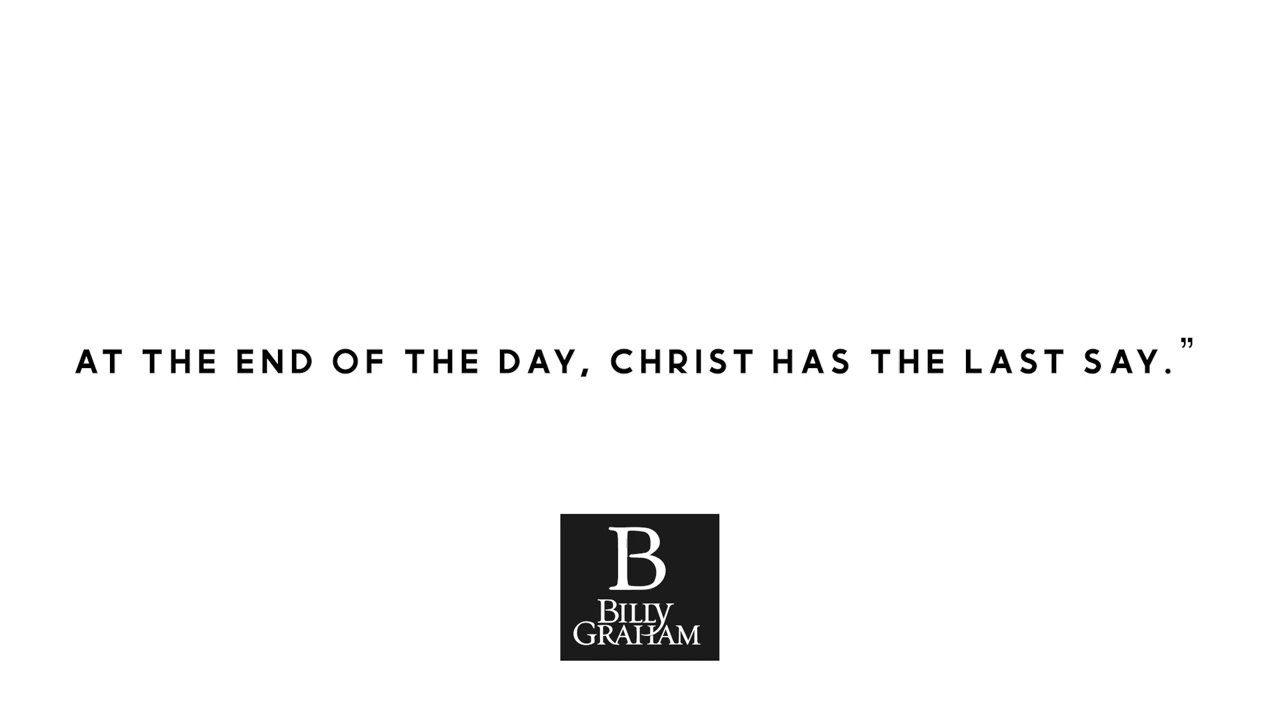 AT THE END OF THE DAY, CHRIST HAS THE LAST SAY.”
B
BILLY
GRAHAM